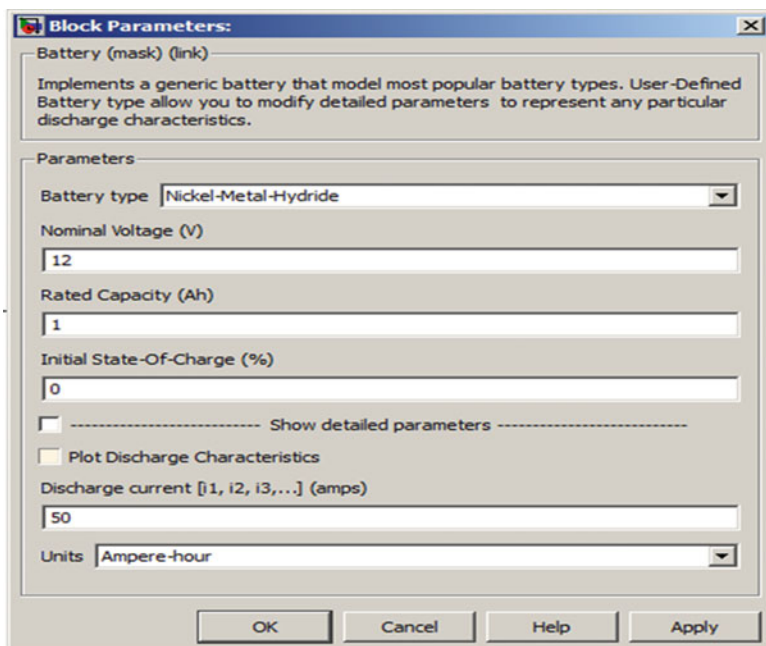 Block Parameters:
Battery (mask) (link)
Implements a generic battery that model most popular battery types. User-Defined
Battery type allow you to modify detailed parameters to represent any particular
discharge characteristics.
Parameters
Battery type Nickel-Metal-Hydride
Nominal Voltage (V)
12
Rated Capacity (Ah)
1
Initial State-Of-Charge (%)
0
--------------------------- Show detailed parameters ---------------------------
Plot Discharge Characteristics
Discharge current [i1, i2, i3,...] (amps)
50
Units Ampere-hour
OK Cancel Help Apply